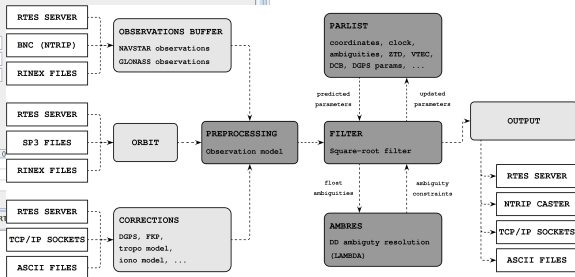 RTES SERVER
BNC (NTRIP)
RINEX FILES
OBSERVATIONS BUFFER
NAVSTAR observations
GLONASS observations
RTES SERVER
SP3 FILES
RINEX FILES
ORBIT
RTES SERVER
TCP/IP SOCKETS
ASCII FILES
CORRECTIONS
DGPS, FKP,
tropo model,
iono model, ...
PREPROCESSING
Observation model
PARLIST
coordinates, clock,
ambiguities, ZTD, VTEC,
DCB, DGPS params, ...
predicted
parameters
updated
parameters
FILTER
Square-root filter
float
ambiguities
ambiguity
constraints
AMBRES
DD ambiguty resolution
(LAMBDA)
OUTPUT
RTES SERVER
NTRIP CASTER
TCP/IP SOCKETS
ASCII FILES